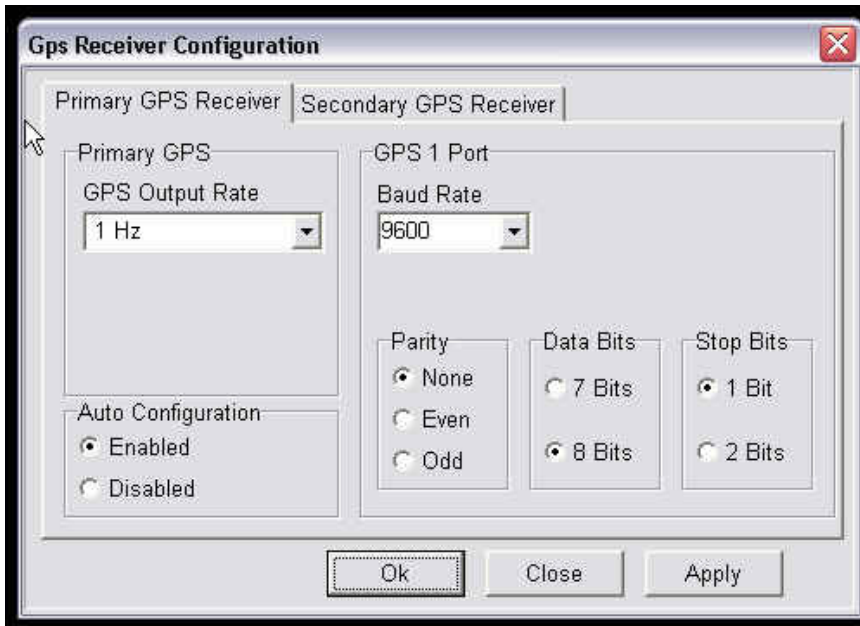 Gps Receiver Configuration
Primary GPS Receiver
Secondary GPS Receiver
Primary GPS
GPS Output Rate
1 Hz
Auto Configuration
Enabled
Disabled
GPS 1 Port
Baud Rate
9600
Parity
None
Even
Odd
Data Bits
7 Bits
8 Bits
Stop Bits
1 Bit
2 Bits
Ok
Close
Apply